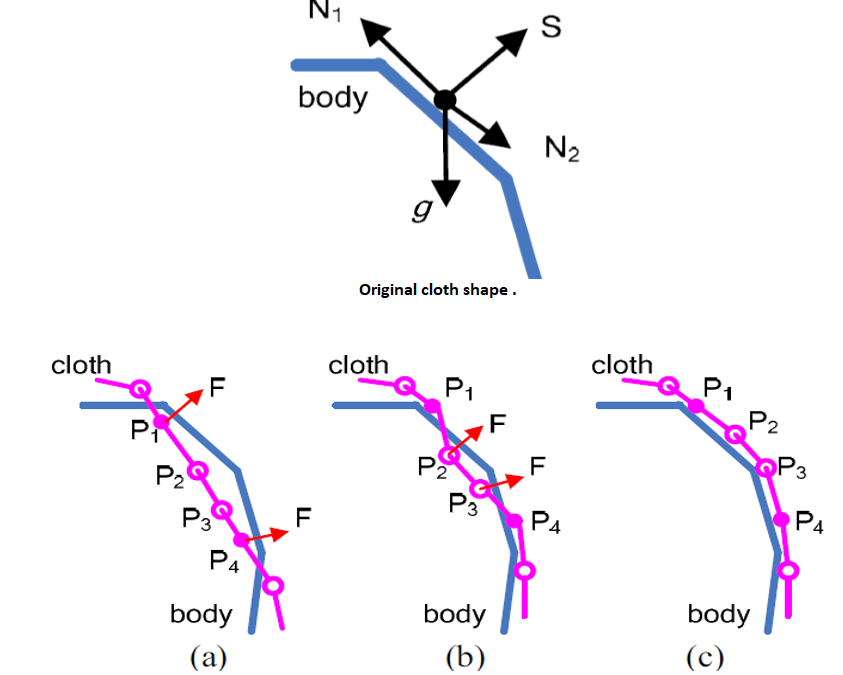 N₁
S
body
N₂
g
Original cloth shape .
cloth
F
P₁
P₂
P₃
F
P₄
body
(a)
cloth
P₁
F
P₂
F
P₃
P₄
body
(b)
cloth
P₁
P₂
P₃
P₄
body
(c)